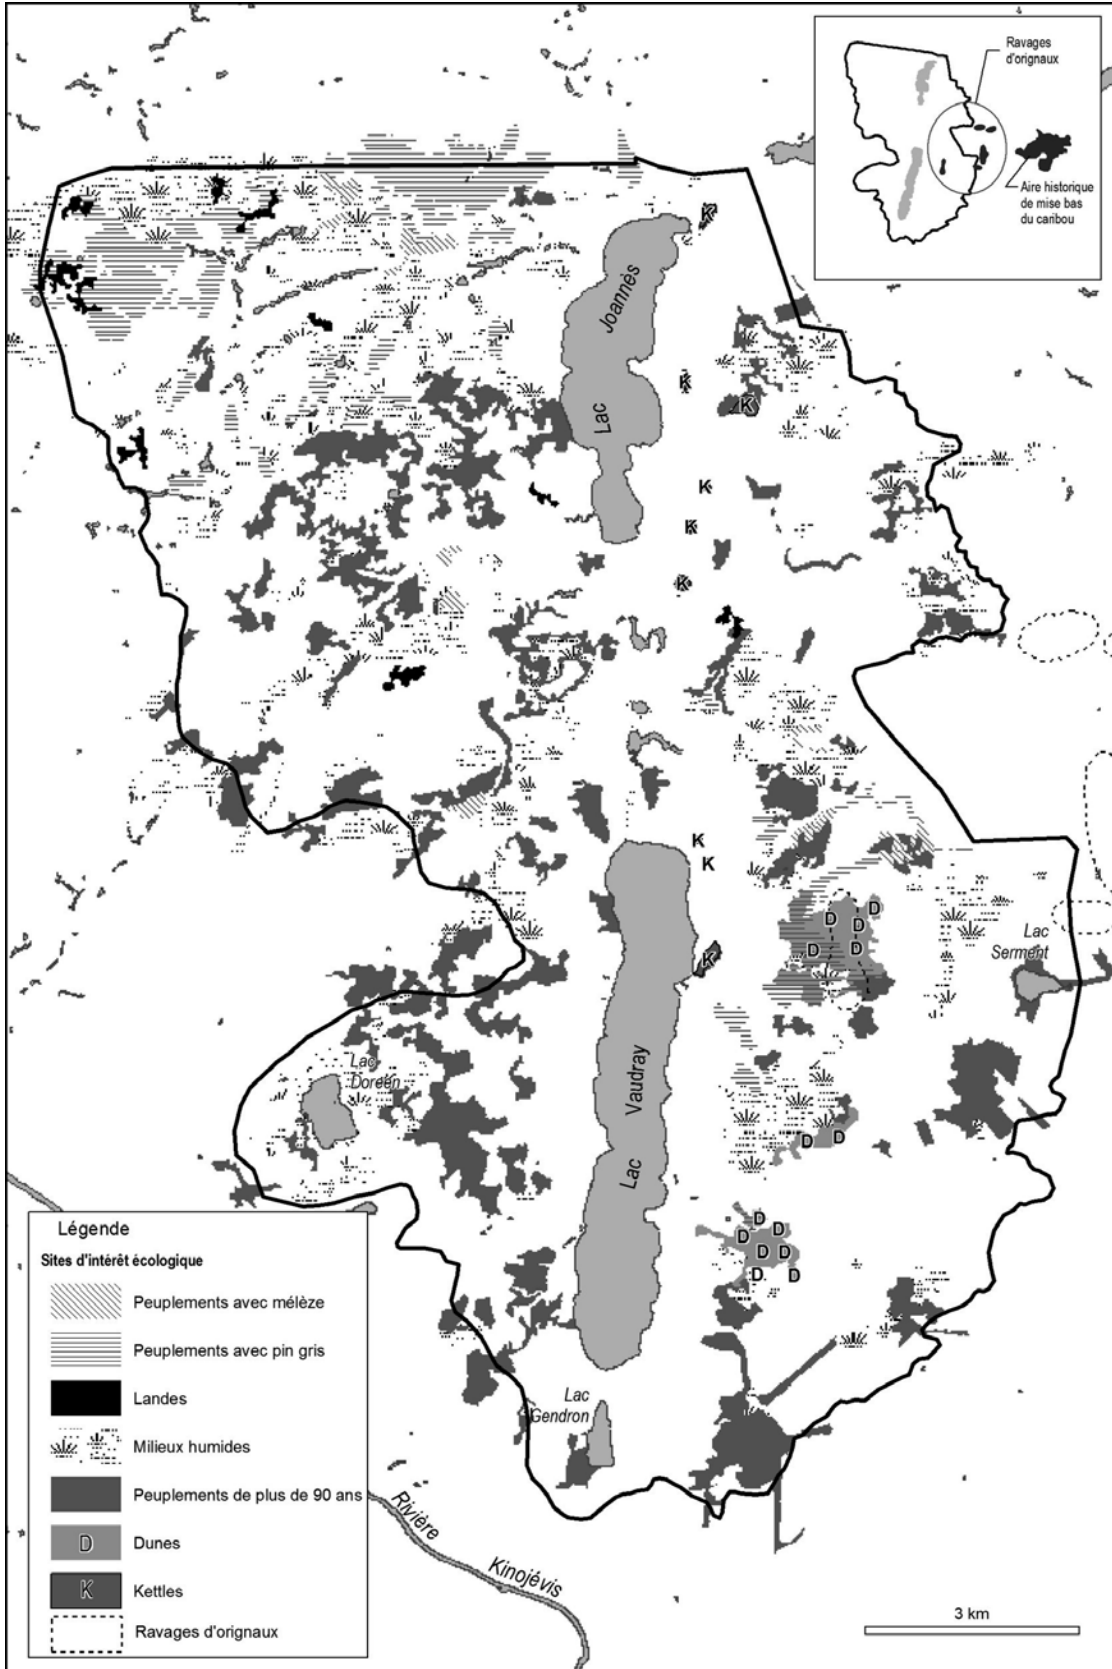 Ravages
d'orignaux
Aire historique
de mise bas
du caribou
K
Lac Joannès
K
K
K
K
K
K
K
D
D
D
D
D
Lac
Serment
K
Lac
Doréen
Lac Vaudray
D
D
D
D
D
D
D
D
D
Lac
Gendron
Légende
Sites d'intérêt écologique
Peuplements avec mélèze
Peuplements avec pin gris
Landes
Milieux humides
Peuplements de plus de 90 ans
D Dunes
K Kettles
Ravages d'orignaux
Rivière Kinojévis
3 km